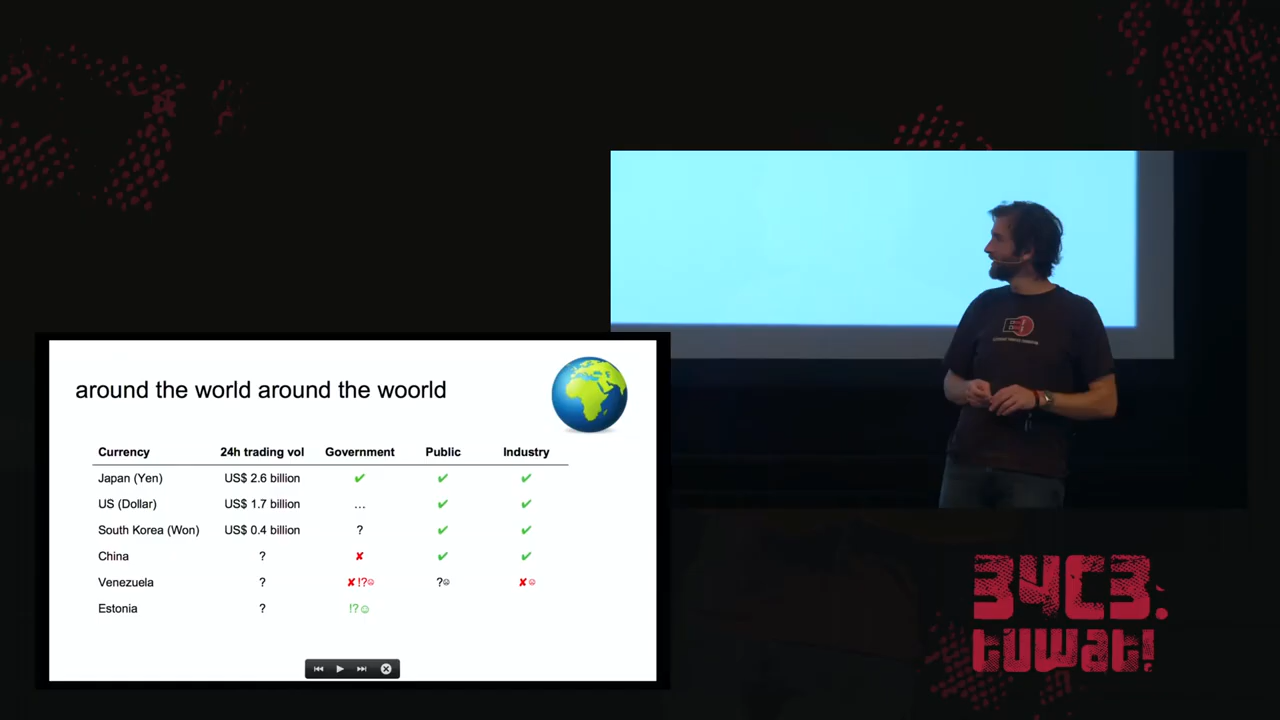 around the world around the woorld
Currency 24h trading vol Government Public Industry
Japan (Yen) US$ 2.6 billion ✔ ✔ ✔
US (Dollar) US$ 1.7 billion … ✔ ✔
South Korea (Won) US$ 0.4 billion ? ✔ ✔
China ? ✘ ✔ ✔
Venezuela ? ✘!?☹ ?☹ ✘☹
Estonia ? !?☺
34C3.
tuwat!